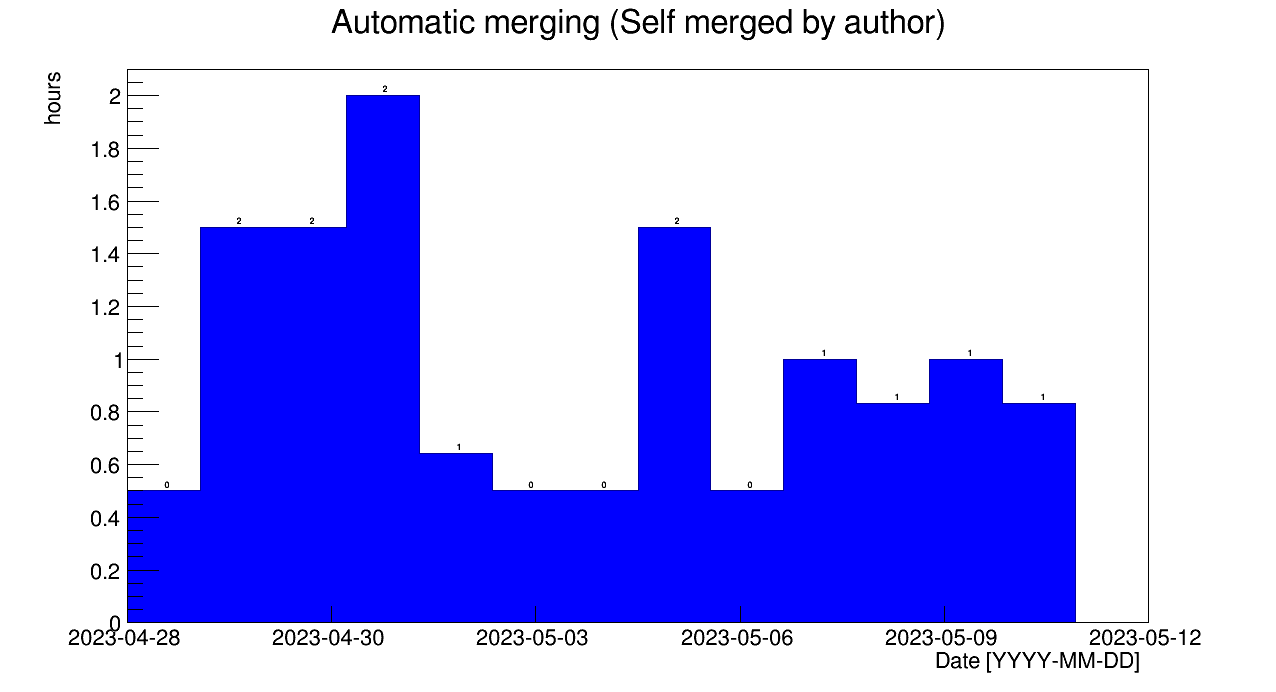 Automatic merging (Self merged by author)
hours
2
1.8
1.6
1.4
1.2
1
0.8
0.6
0.4
0.2
0
0 2 2 2 1 0 0 2 0 1 1 1 1
2023-04-28 2023-04-30 2023-05-03 2023-05-06 2023-05-09 2023-05-12
Date [YYYY-MM-DD]